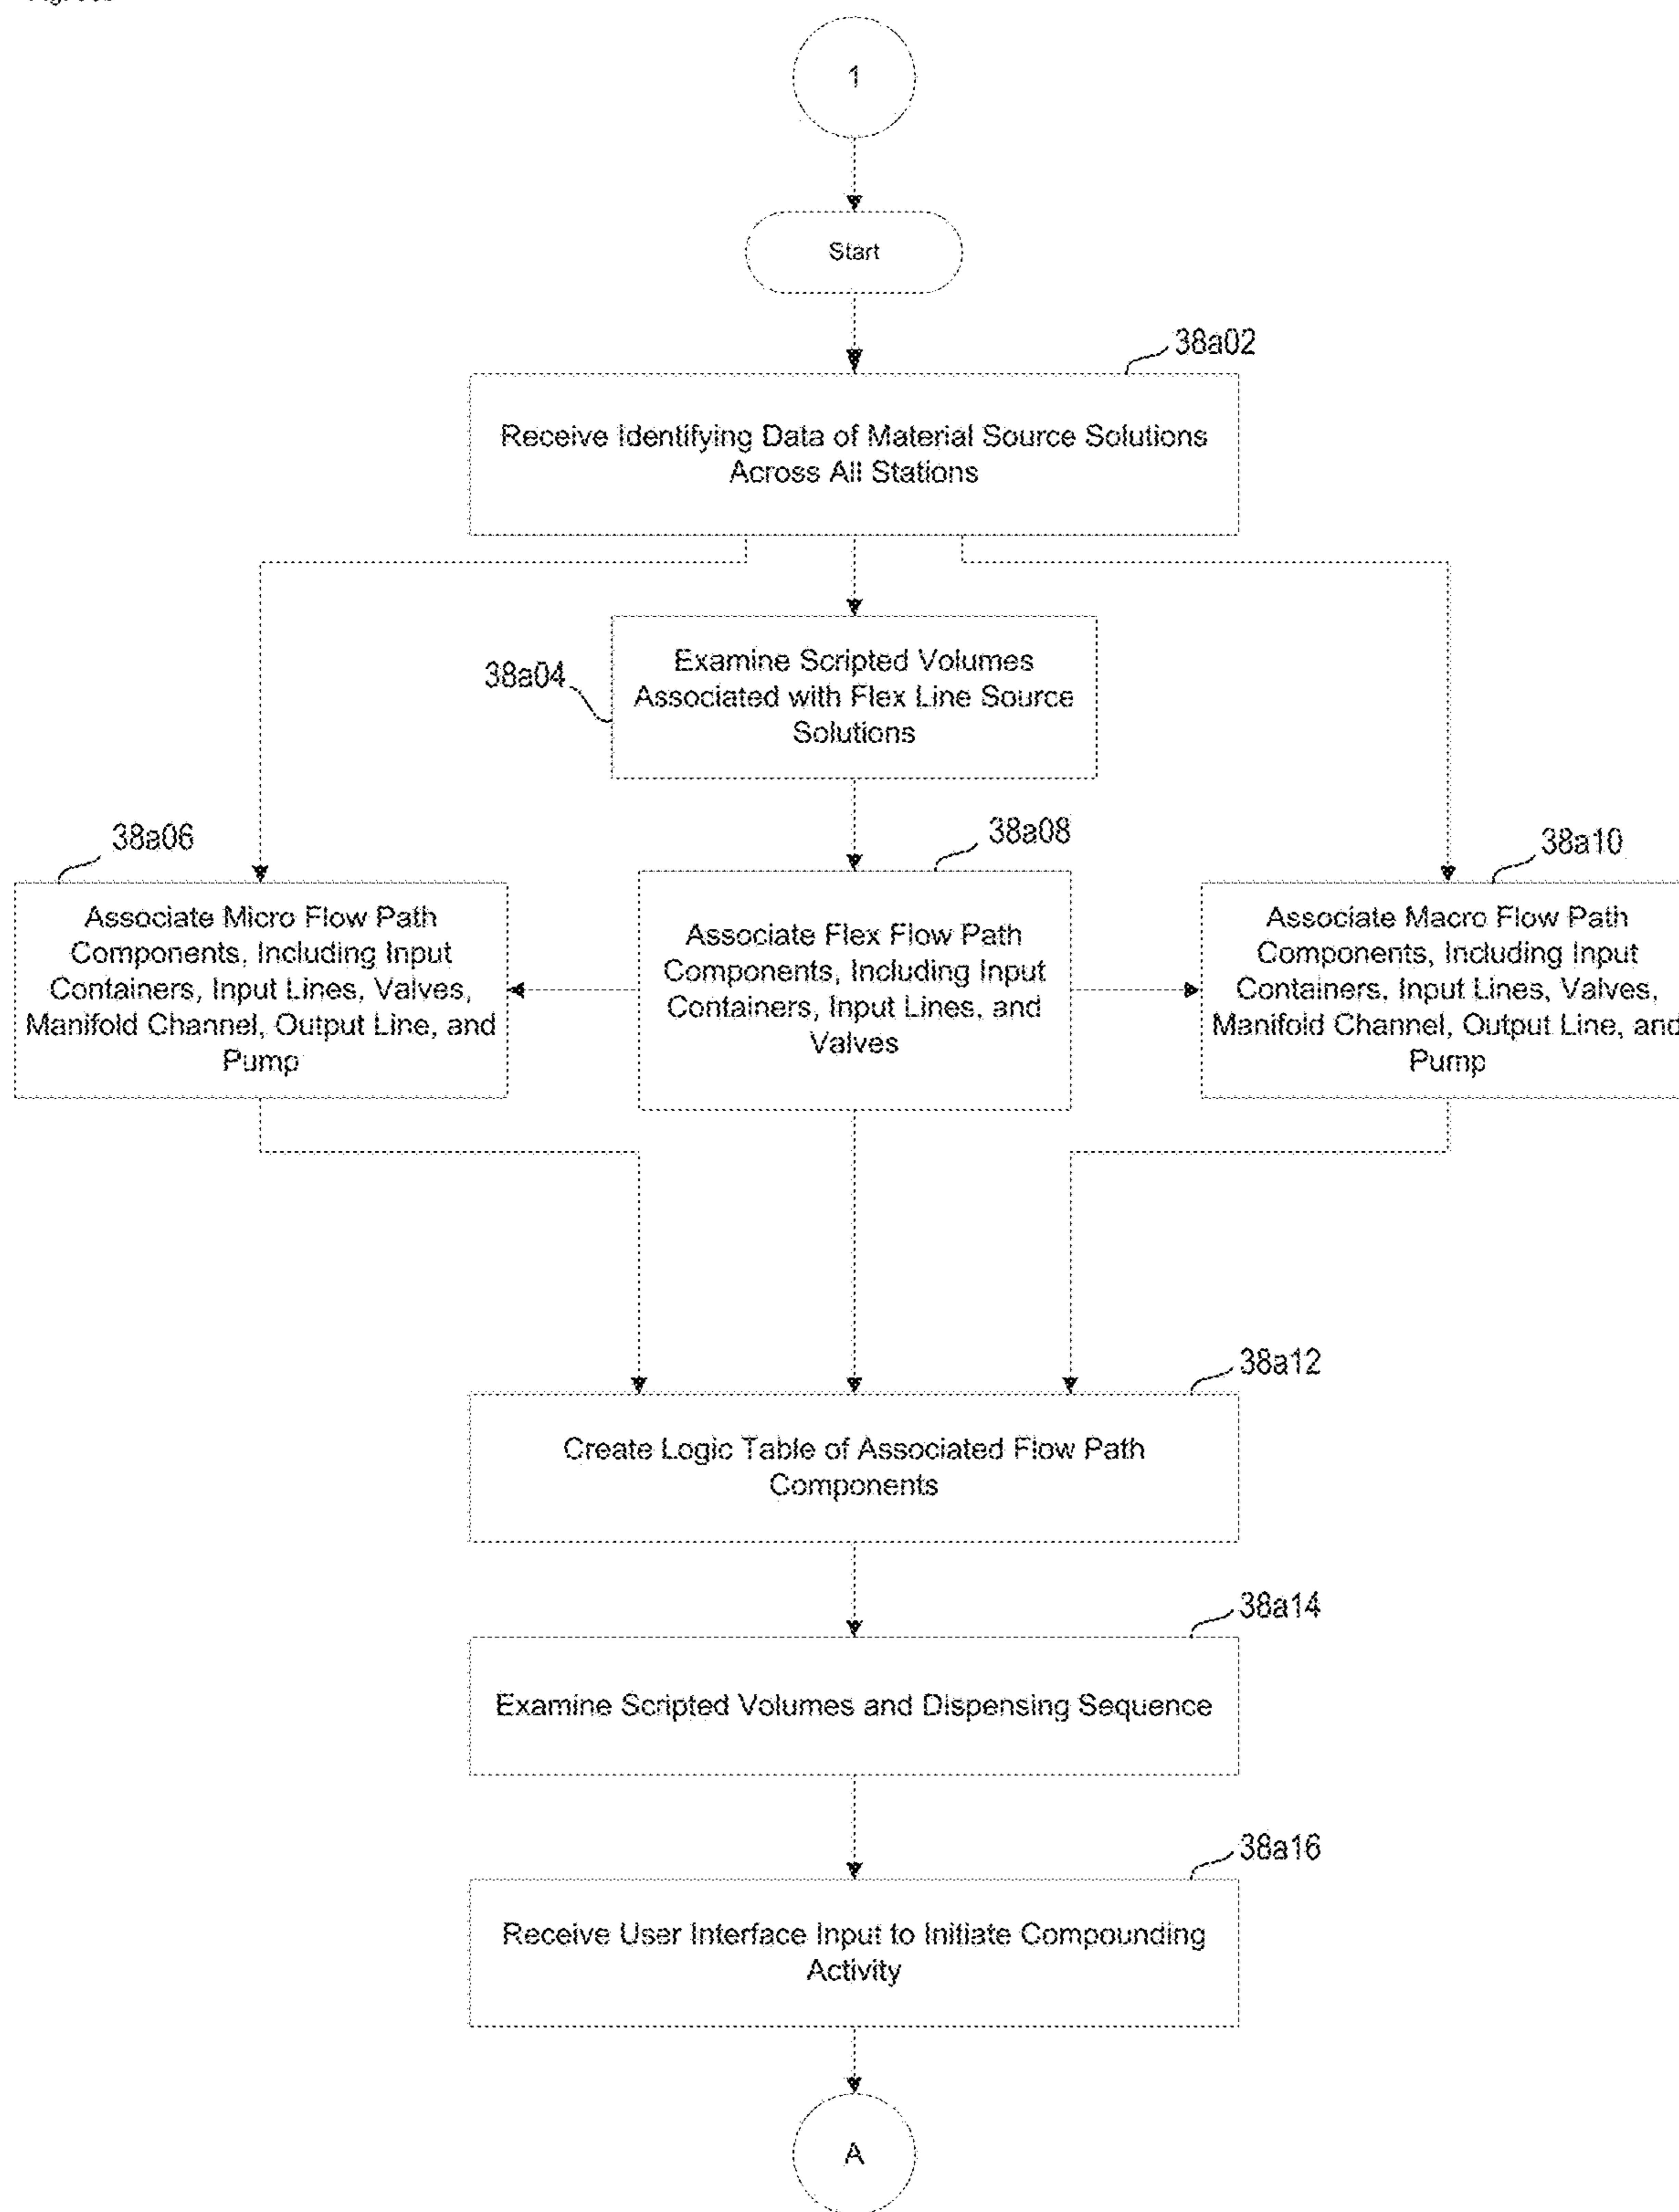 1
Start
38a02
Receive Identifying Data of Material Source Solutions
Across All Stations
38a04
Examine Scripted Volumes
Associated with Flex Line Source
Solutions
38a06
Associate Micro Flow Path
Components, Including Input
Containers, Input Lines, Valves,
Manifold Channel, Output Line, and
Pump
38a08
Associate Flex Flow Path
Components, Including Input
Containers, Input Lines, and
Valves
38a10
Associate Macro Flow Path
Components, Including Input
Containers, Input Lines, Valves,
Manifold Channel, Output Line, and
Pump
38a12
Create Logic Table of Associated Flow Path
Components
38a14
Examine Scripted Volumes and Dispensing Sequence
38a16
Receive User Interface Input to Initiate Compounding
Activity
A